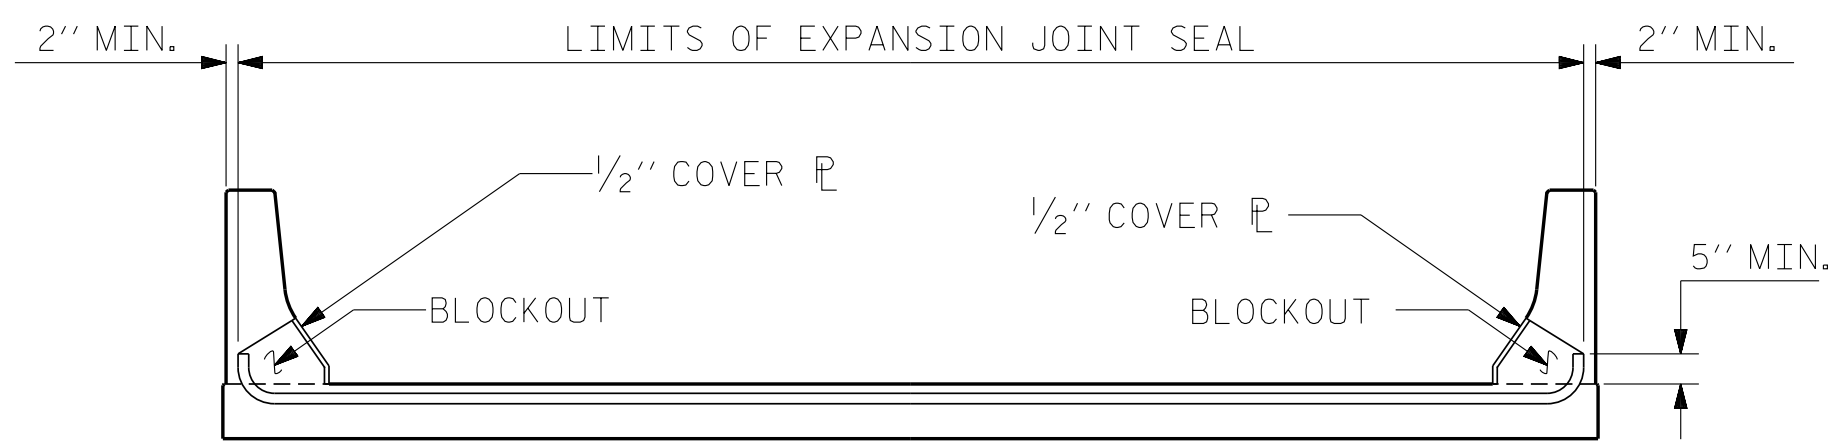 2" MIN.
LIMITS OF EXPANSION JOINT SEAL
2" MIN.
1/2" COVER ⅊
1/2" COVER ⅊
5" MIN.
BLOCKOUT
BLOCKOUT